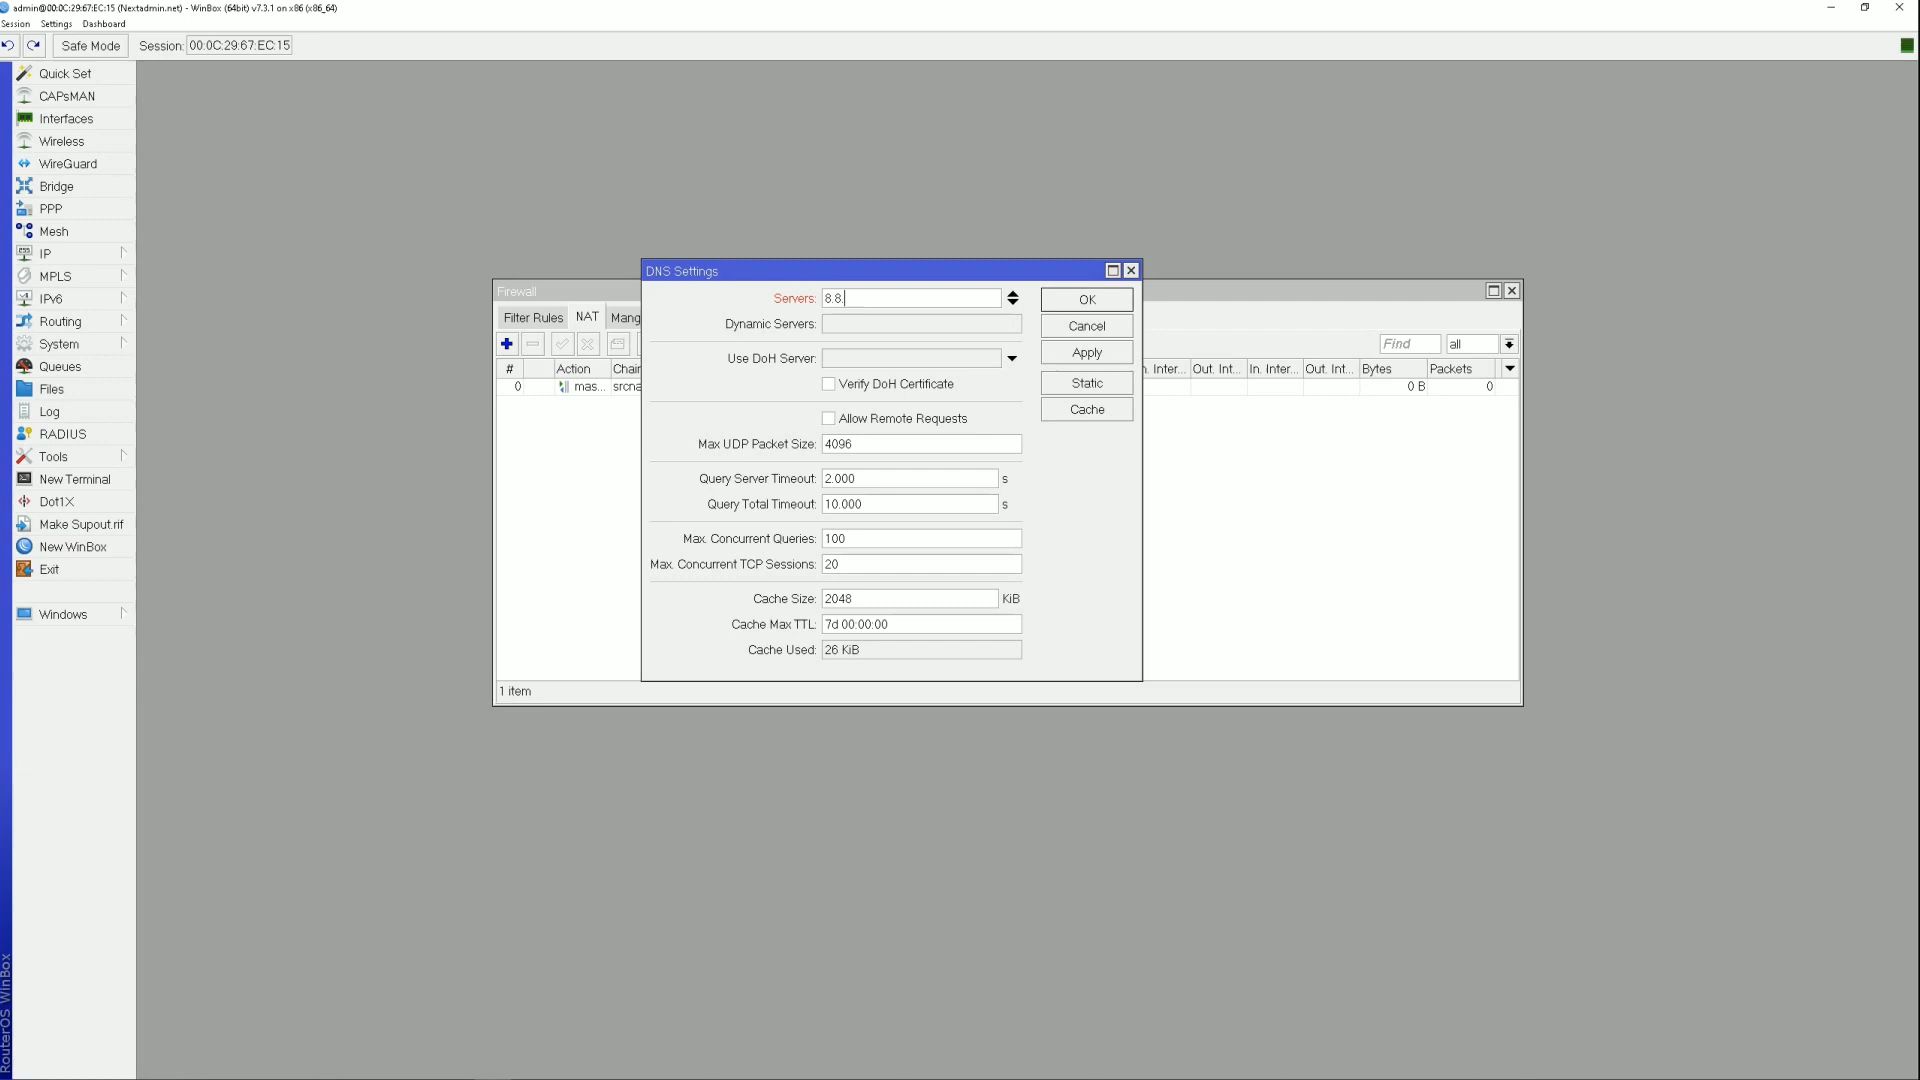 admin@00:0C:29:67:EC:15 (Nextadmin.net) - WinBox (64bit) v7.3.1 on x86 (x86_64)
Session Settings Dashboard
Safe Mode Session: 00:0C:29:67:EC:15
Quick Set
CAPsMAN
Interfaces
Wireless
WireGuard
Bridge
PPP
Mesh
IP
MPLS
IPv6
Routing
System
Queues
Files
Log
RADIUS
Tools
New Terminal
Dot1X
Make Supout.rif
New WinBox
Exit
Windows
RouterOS WinBox
Firewall
Filter Rules NAT Mang
Find all
# Action Chain . Inter... Out. Int... In. Inter... Out. Int... Bytes Packets
0 mas... srcna 0 B 0
1 item
DNS Settings
Servers: 8.8.
Dynamic Servers:
Use DoH Server:
Verify DoH Certificate
Allow Remote Requests
Max UDP Packet Size: 4096
Query Server Timeout: 2.000 s
Query Total Timeout: 10.000 s
Max. Concurrent Queries: 100
Max. Concurrent TCP Sessions: 20
Cache Size: 2048 KiB
Cache Max TTL: 7d 00:00:00
Cache Used: 26 KiB
OK
Cancel
Apply
Static
Cache